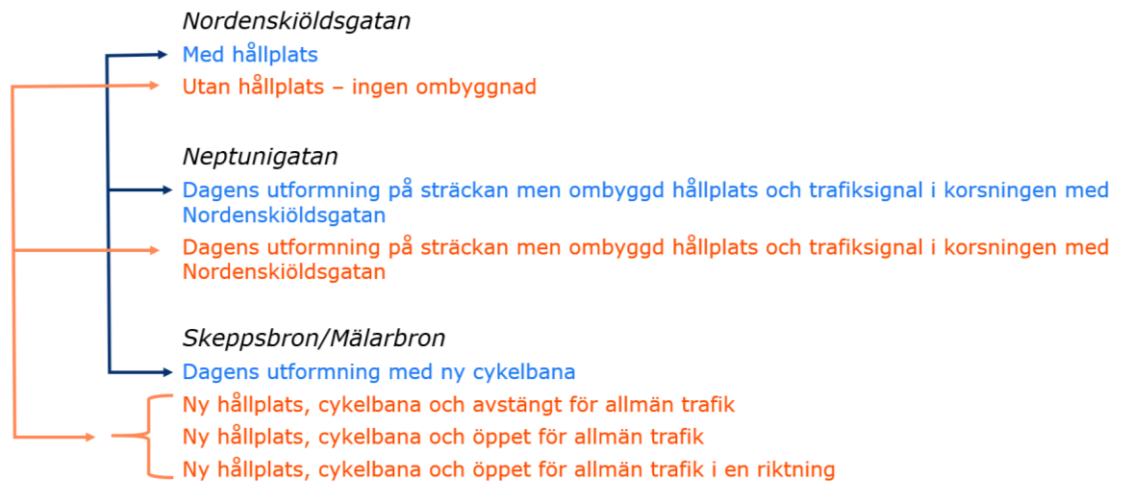 Nordenskiöldsgatan
Med hållplats
Utan hållplats – ingen ombyggnad
Neptunigatan
Dagens utformning på sträckan men ombyggd hållplats och trafiksignal i korsningen med
Nordenskiöldsgatan
Dagens utformning på sträckan men ombyggd hållplats och trafiksignal i korsningen med
Nordenskiöldsgatan
Skeppsbron/Mälarbron
Dagens utformning med ny cykelbana
Ny hållplats, cykelbana och avstängt för allmän trafik
Ny hållplats, cykelbana och öppet för allmän trafik
Ny hållplats, cykelbana och öppet för allmän trafik i en riktning